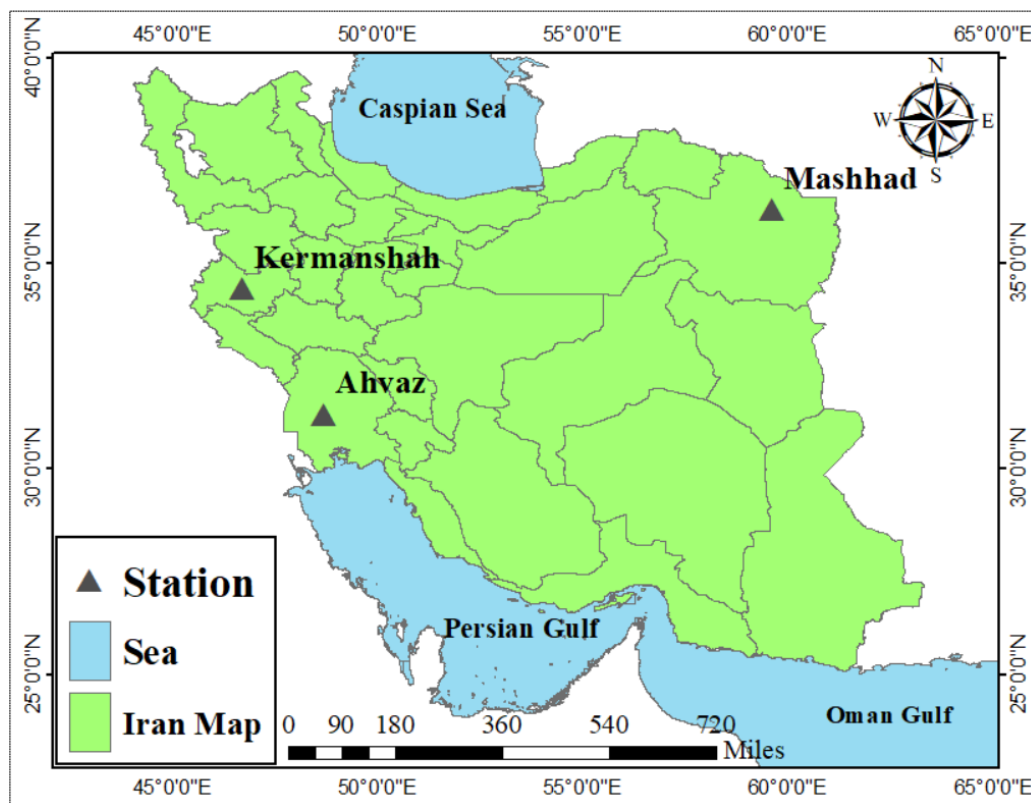 45°0'0"E 50°0'0"E 55°0'0"E 60°0'0"E 65°0'0"E
40°0'0"N
Caspian Sea
N
W E
S
Mashhad
Kermanshah
35°0'0"N 35°0'0"N
Ahvaz
30°0'0"N 30°0'0"N
Station
Sea
Iran Map
Persian Gulf
25°0'0"N 25°0'0"N
Oman Gulf
0 90 180 360 540 720
Miles
45°0'0"E 50°0'0"E 55°0'0"E 60°0'0"E 65°0'0"E